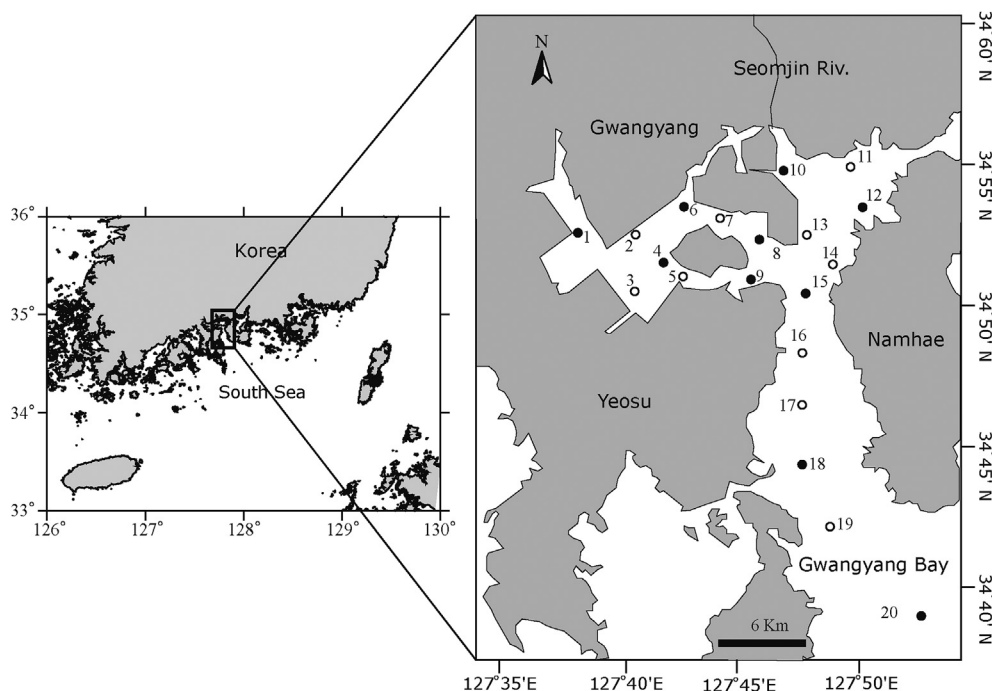 36°
35°
34°
33°
126°
127°
128°
129°
130°
Korea
South Sea
N
Seomjin Riv.
Gwangyang
Namhae
Yeosu
Gwangyang Bay
1
2
3
4
5
6
7
8
9
10
11
12
13
14
15
16
17
18
19
20
6 Km
34°60' N
34°55' N
34°50' N
34°45' N
34°40' N
127°35'E
127°40'E
127°45'E
127°50'E